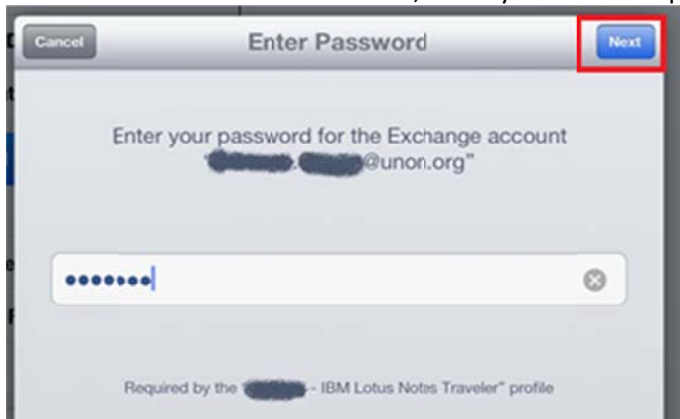 Cancel
Enter Password
Next
Enter your password for the Exchange account
@unon.org"
Required by the - IBM Lotus Notes Traveler" profile